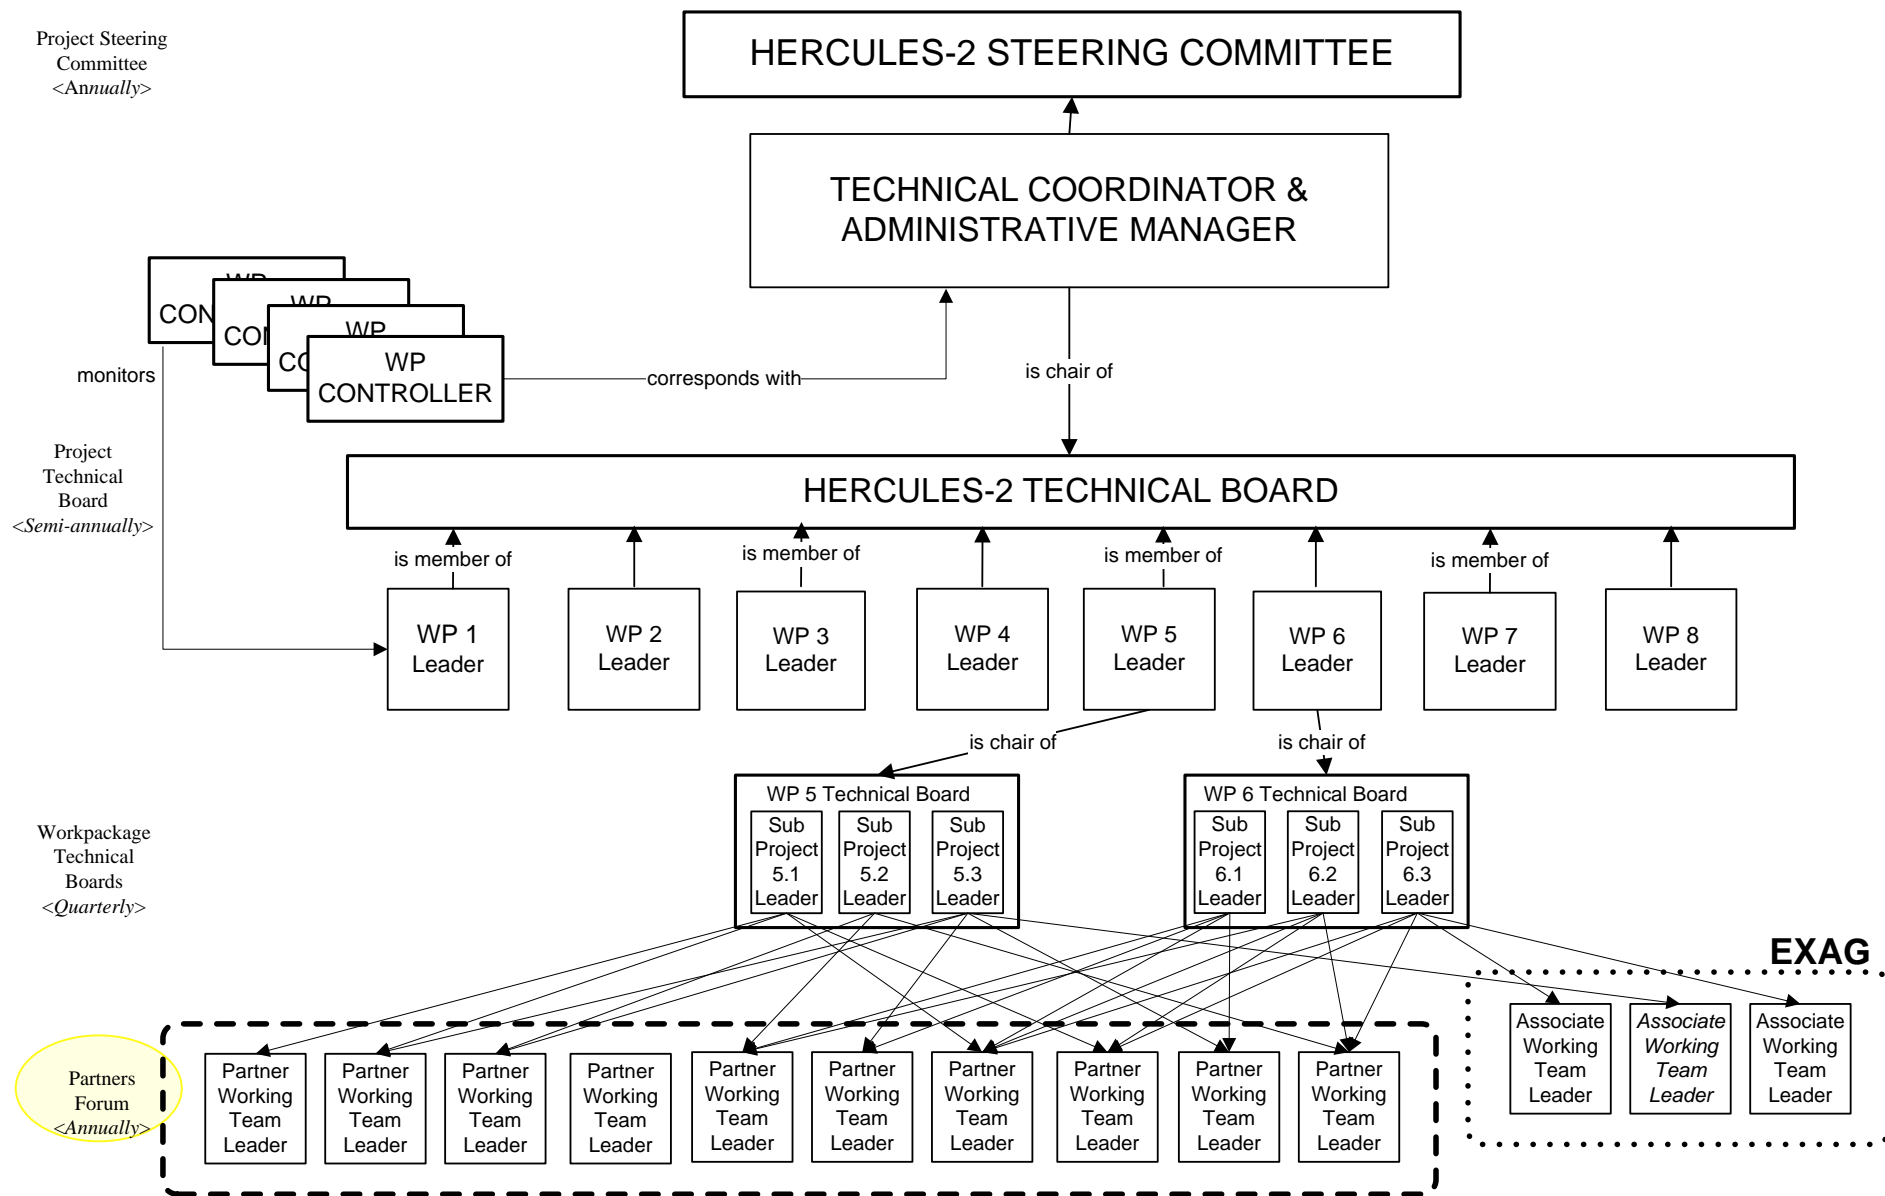 Project Steering
Committee
<Annually>
HERCULES-2 STEERING COMMITTEE
TECHNICAL COORDINATOR &
ADMINISTRATIVE MANAGER
WP
CON
WP
CON
WP
CO
WP
CONTROLLER
monitors
corresponds with
is chair of
Project
Technical
Board
<Semi-annually>
HERCULES-2 TECHNICAL BOARD
is member of
is member of
is member of
is member of
WP 1
Leader
WP 2
Leader
WP 3
Leader
WP 4
Leader
WP 5
Leader
WP 6
Leader
WP 7
Leader
WP 8
Leader
is chair of
is chair of
Workpackage
Technical
Boards
<Quarterly>
WP 5 Technical Board
Sub
Project
5.1
Leader
Sub
Project
5.2
Leader
Sub
Project
5.3
Leader
WP 6 Technical Board
Sub
Project
6.1
Leader
Sub
Project
6.2
Leader
Sub
Project
6.3
Leader
EXAG
Associate
Working
Team
Leader
Associate
Working
Team
Leader
Associate
Working
Team
Leader
Partners
Forum
<Annually>
Partner
Working
Team
Leader
Partner
Working
Team
Leader
Partner
Working
Team
Leader
Partner
Working
Team
Leader
Partner
Working
Team
Leader
Partner
Working
Team
Leader
Partner
Working
Team
Leader
Partner
Working
Team
Leader
Partner
Working
Team
Leader
Partner
Working
Team
Leader